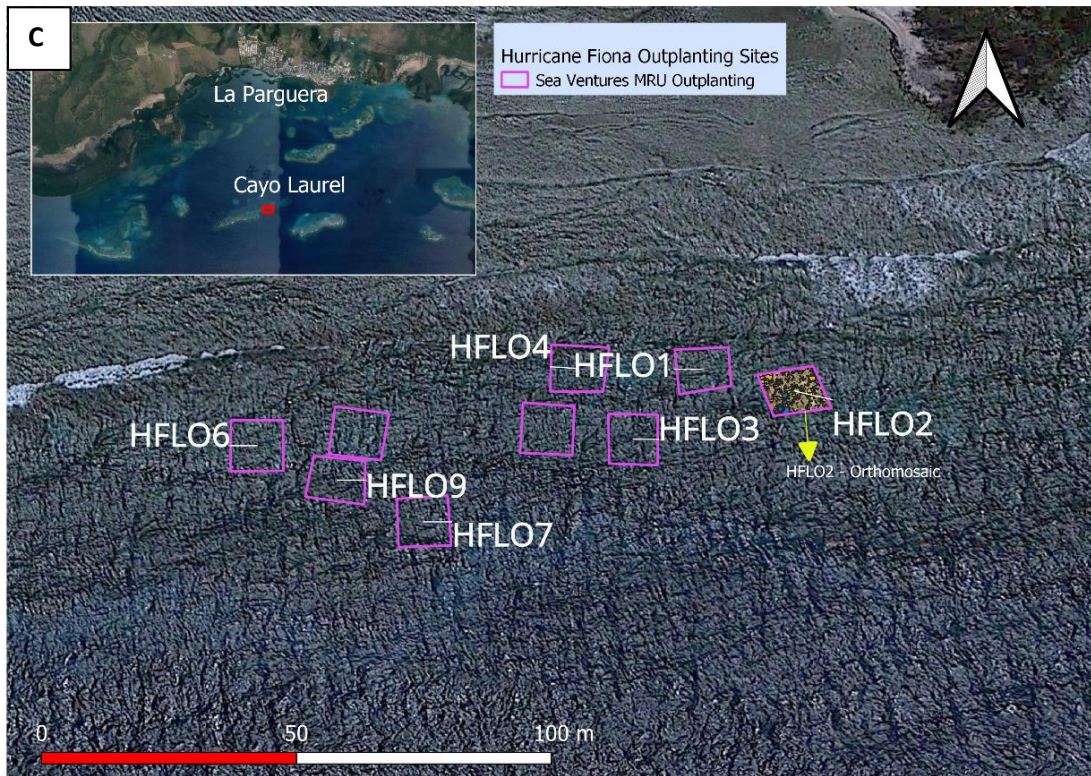 C
La Parguera
Cayo Laurel
Hurricane Fiona Outplanting Sites
Sea Ventures MRU Outplanting
HFLO4
HFLO1
HFLO2
HFLO3
HFLO6
HFLO9
HFLO7
HFLO2 - Orthomosaic
0
50
100 m